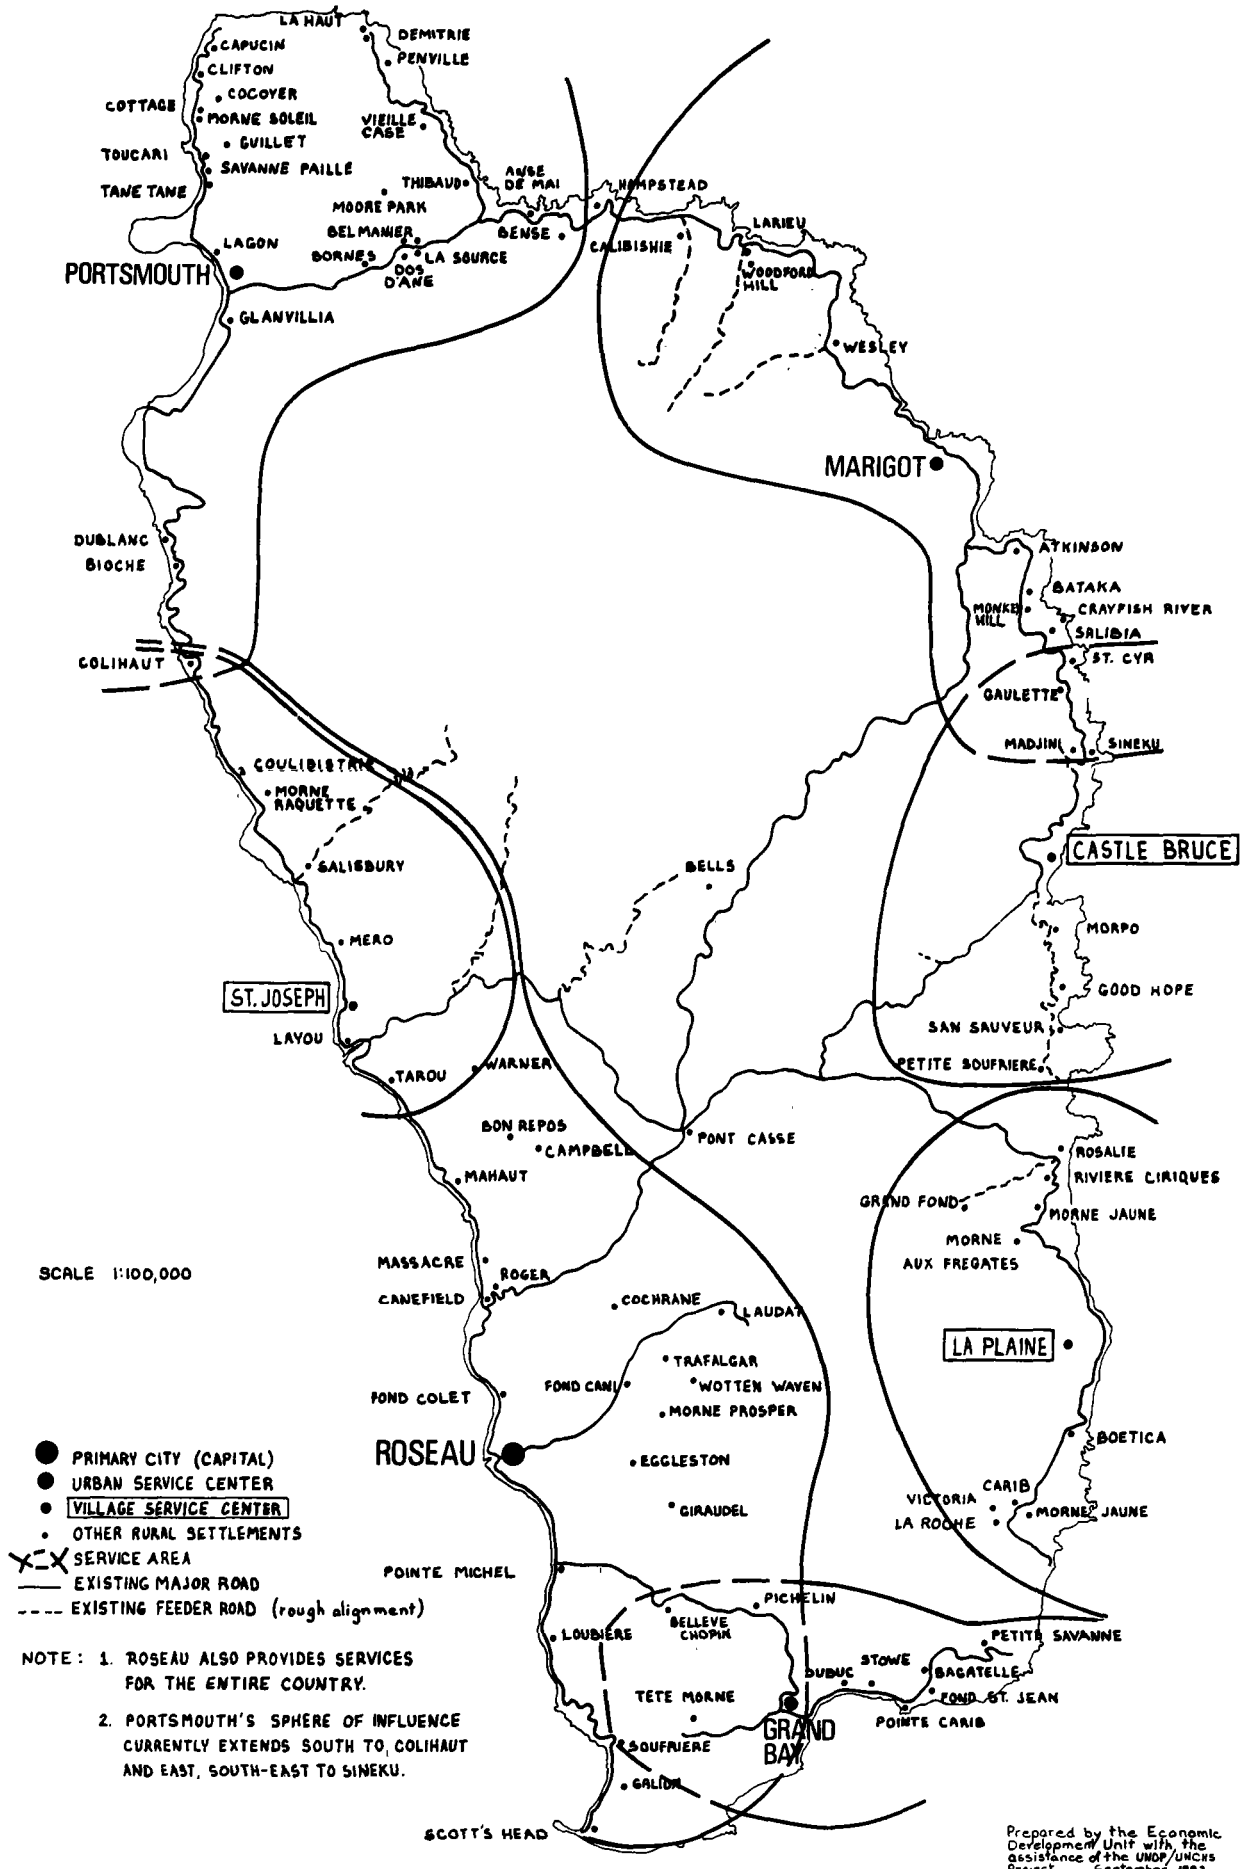 LA HAUT
DEMITRIE
CAPUCIN
PENVILLE
CLIFTON
COCOYER
COTTAGE
MORNE SOLEIL
VIEILLE
CASE
GUILLET
TOUCARI
SAVANNE PAILLE
ANSE
DE MAI
THIBAUD
TANE TANE
HAMPSTEAD
MOORE PARK
LARIEU
BELMANIER
BENSE
CALIBISHIE
LAGON
BORNES
LA SOURCE
DOS
D'ANE
PORTSMOUTH
WOODFORD
HILL
GLANVILLIA
WESLEY
MARIGOT
DUBLANC
ATKINSON
BIOCHE
BATAKA
MONKEY
HILL
CRAYFISH RIVER
SALIBIA
COLIHAUT
ST. CYR
GAULETTE
MADJINI
SINEKU
COULIBISTRIE
MORNE
RAQUETTE
CASTLE BRUCE
SALISBURY
BELLS
MORPO
MERO
GOOD HOPE
ST. JOSEPH
SAN SAUVEUR
LAYOU
PETITE SOUFRIERE
WARNER
TAROU
BON REPOS
CAMPBELL
PONT CASSE
ROSALIE
MAHAUT
RIVIERE CIRIQUES
GRAND FOND
MORNE JAUNE
MORNE
AUX FREGATES
MASSACRE
ROGER
SCALE 1:100,000
CANEFIELD
COCHRANE
LAUDAT
LA PLAINE
TRAFALGAR
FOND CANI
WOTTEN WAVEN
FOND COLET
MORNE PROSPER
BOETICA
ROSEAU
EGGLESTON
PRIMARY CITY (CAPITAL)
URBAN SERVICE CENTER
CARIB
VICTORIA
VILLAGE SERVICE CENTER
GIRAUDEL
MORNE JAUNE
LA ROCHE
OTHER RURAL SETTLEMENTS
SERVICE AREA
POINTE MICHEL
EXISTING MAJOR ROAD
EXISTING FEEDER ROAD (rough alignment)
PICHELIN
BELLEVE
CHOPIN
LOUBIERE
PETITE SAVANNE
NOTE: 1. ROSEAU ALSO PROVIDES SERVICES
FOR THE ENTIRE COUNTRY.
DUBUC
STOWE
BAGATELLE
TETE MORNE
FOND ST. JEAN
POINTE CARIB
2. PORTSMOUTH'S SPHERE OF INFLUENCE
CURRENTLY EXTENDS SOUTH TO, COLIHAUT
AND EAST, SOUTH-EAST TO SINEKU.
GRAND
BAY
SOUFRIERE
GALION
SCOTT'S HEAD
Prepared by the Economic
Development Unit with the
assistance of the UNDP/UNCHS